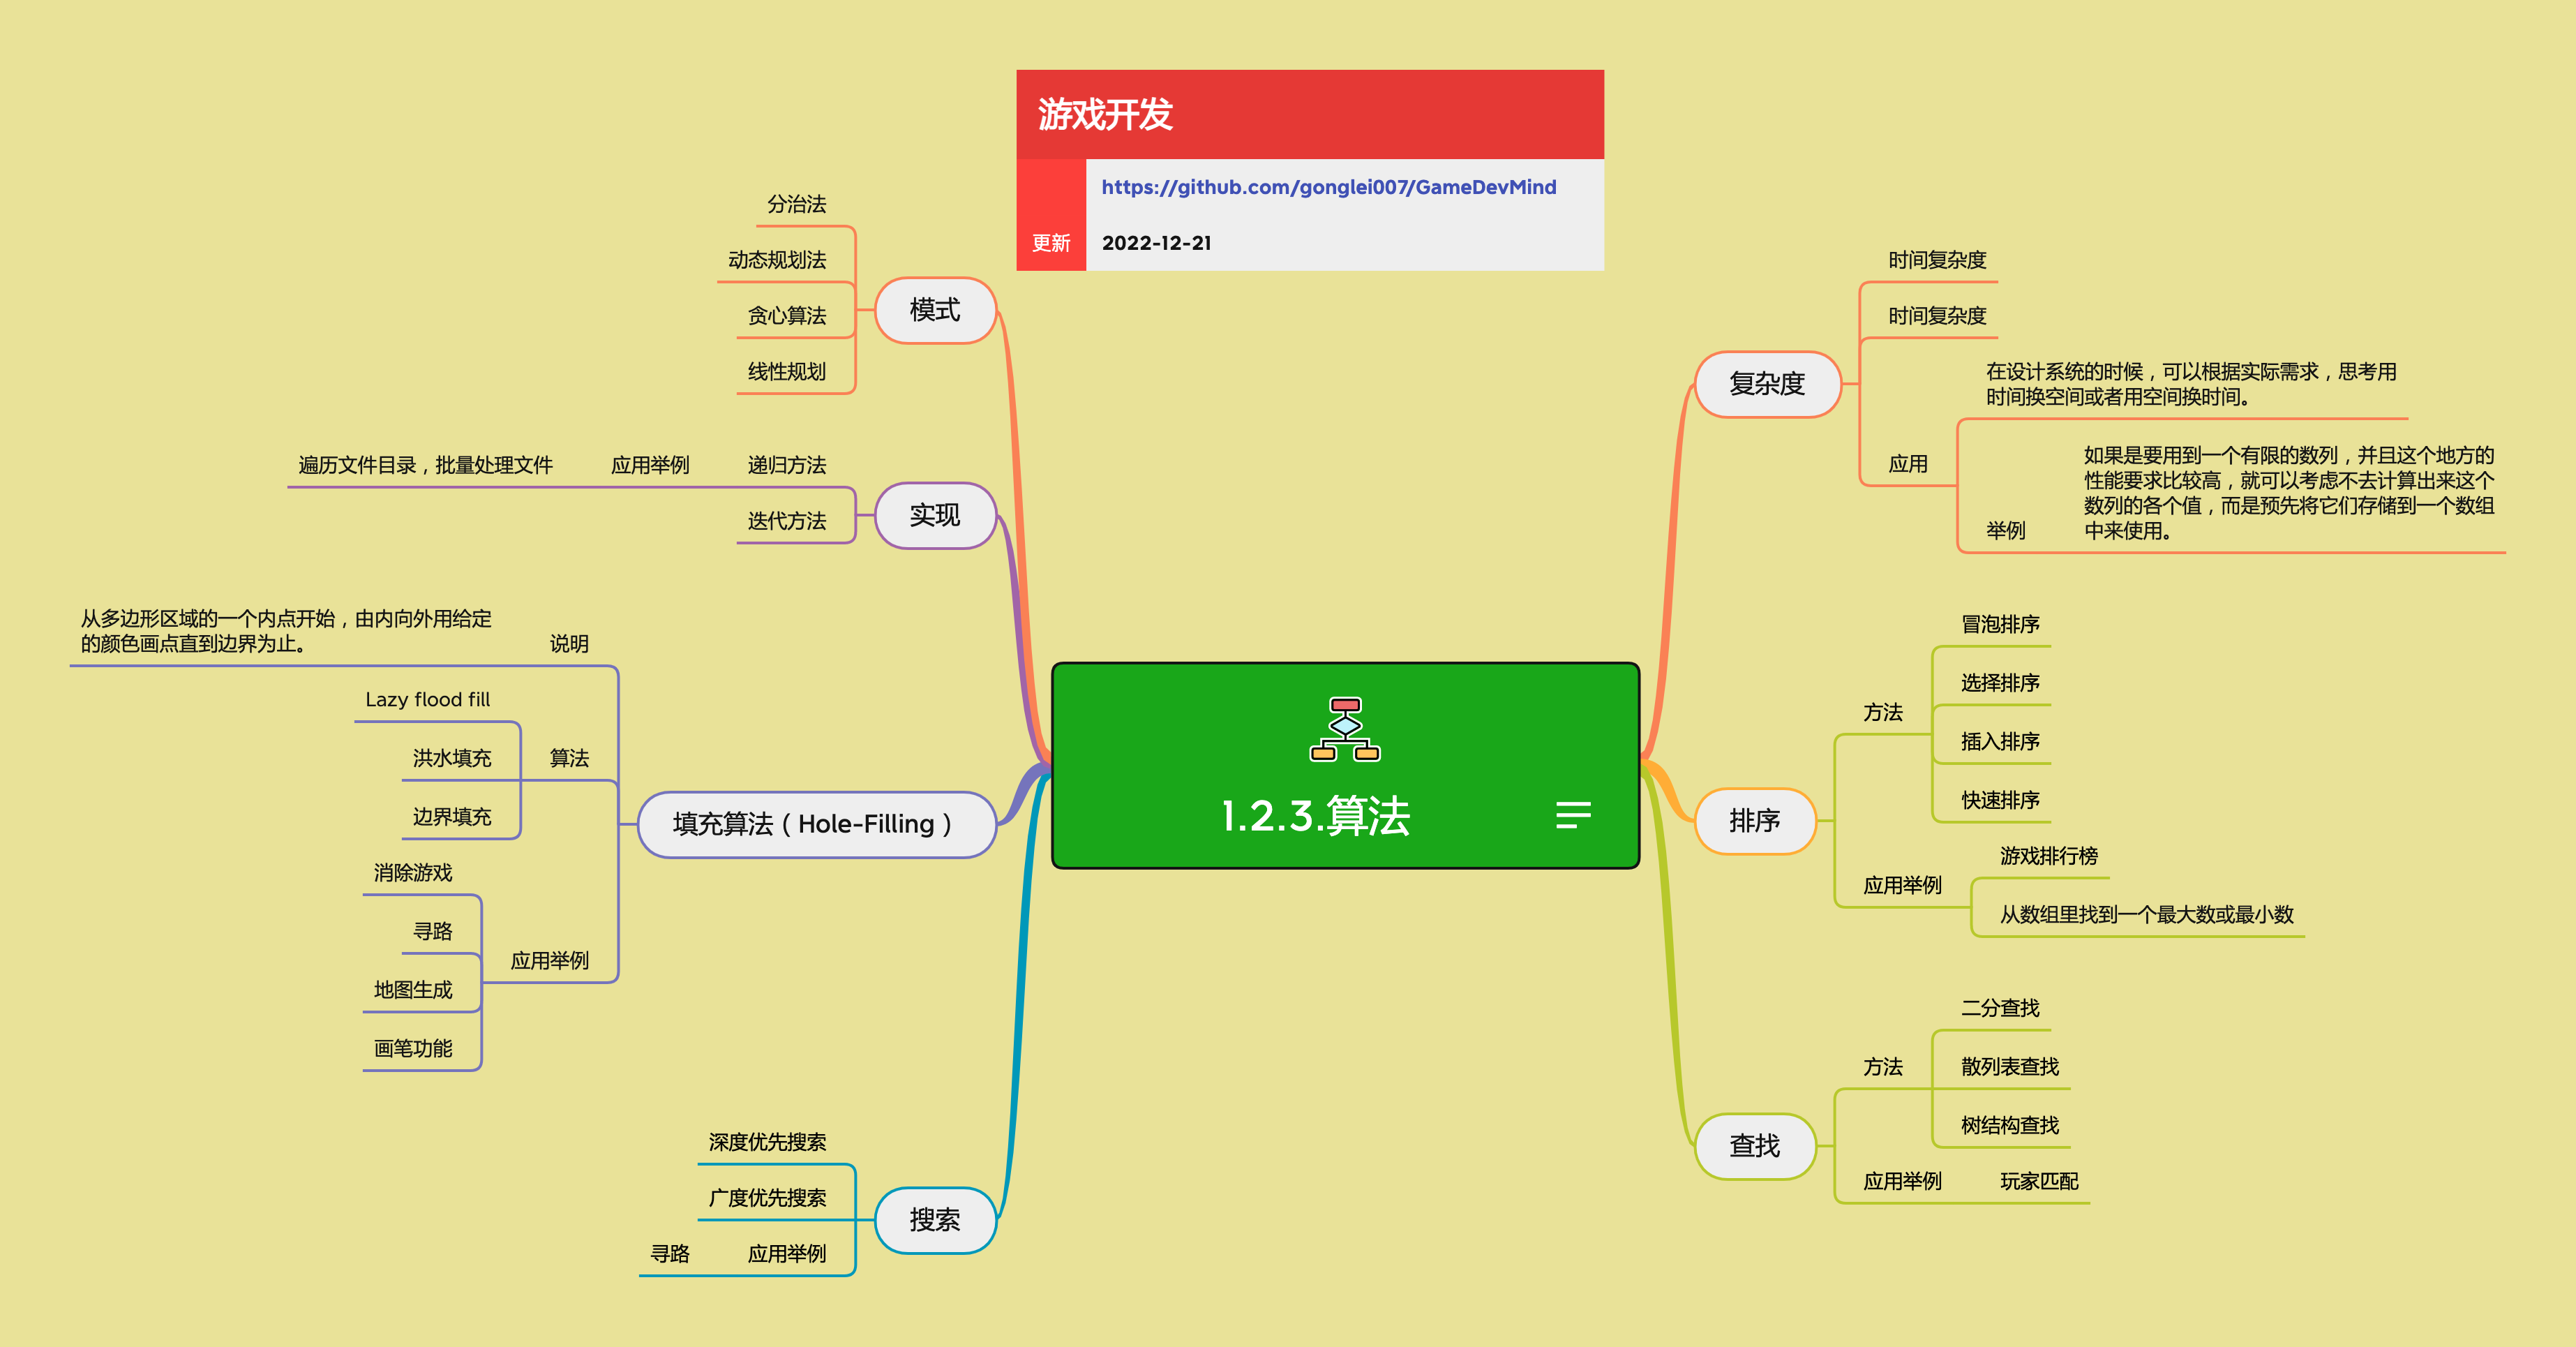 游戏开发
https://github.com/gonglei007/GameDevMind
更新
2022-12-21
1.2.3.算法
复杂度
时间复杂度
时间复杂度
应用
在设计系统的时候，可以根据实际需求，思考用
时间换空间或者用空间换时间。
举例
如果是要用到一个有限的数列，并且这个地方的
性能要求比较高，就可以考虑不去计算出来这个
数列的各个值，而是预先将它们存储到一个数组
中来使用。
排序
方法
冒泡排序
选择排序
插入排序
快速排序
应用举例
游戏排行榜
从数组里找到一个最大数或最小数
查找
方法
二分查找
散列表查找
树结构查找
应用举例
玩家匹配
模式
分治法
动态规划法
贪心算法
线性规划
实现
递归方法
应用举例
遍历文件目录，批量处理文件
迭代方法
填充算法（Hole-Filling）
说明
从多边形区域的一个内点开始，由内向外用给定
的颜色画点直到边界为止。
算法
Lazy flood fill
洪水填充
边界填充
应用举例
消除游戏
寻路
地图生成
画笔功能
搜索
深度优先搜索
广度优先搜索
应用举例
寻路